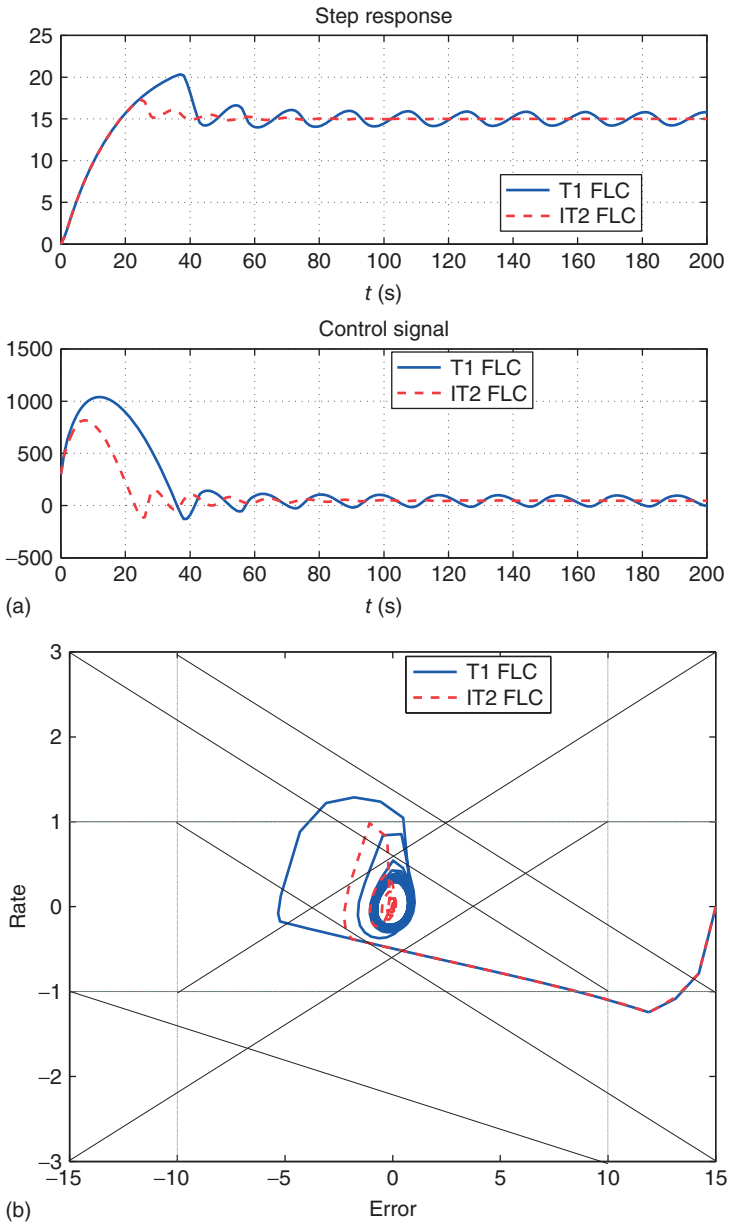 Step response
25
20
15
10
5
0
T1 FLC
IT2 FLC
0 20 40 60 80 100 120 140 160 180 200
t (s)
Control signal
1500
1000
500
0
−500
T1 FLC
IT2 FLC
0 20 40 60 80 100 120 140 160 180 200
(a)
t (s)
3
2
1
0
−1
−2
−3
Rate
T1 FLC
IT2 FLC
−15 −10 −5 0 5 10 15
(b)
Error